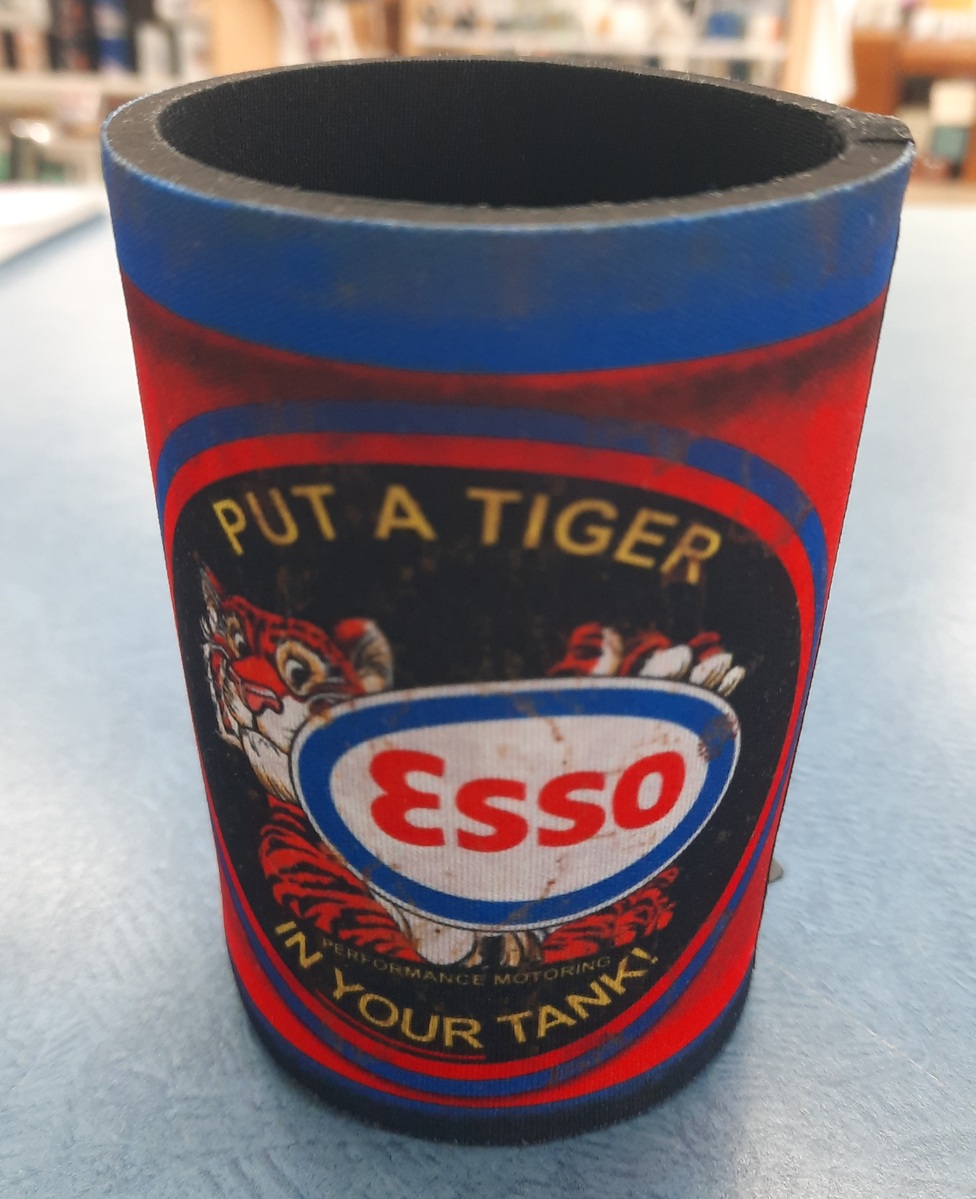 PUT A TIGER
Esso
PERFORMANCE MOTORING
IN YOUR TANK!